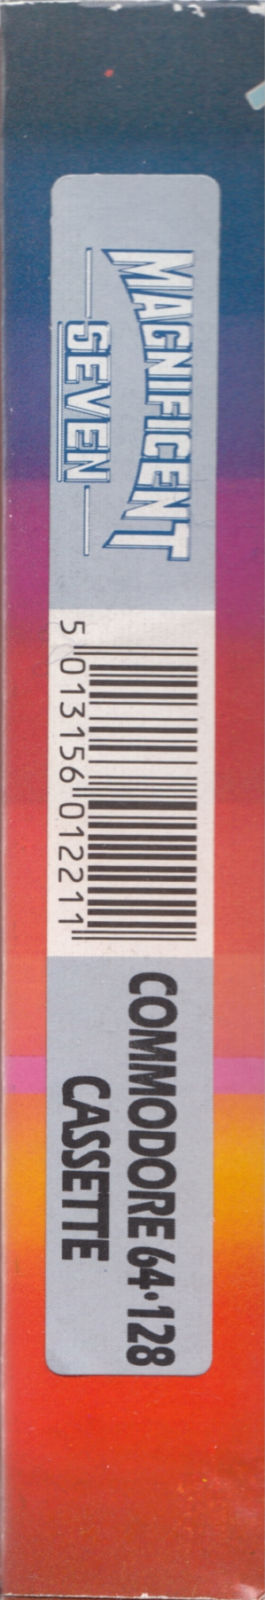 MAGNIFICENT
SEVEN
5 013156 012211
COMMODORE 64·128
CASSETTE